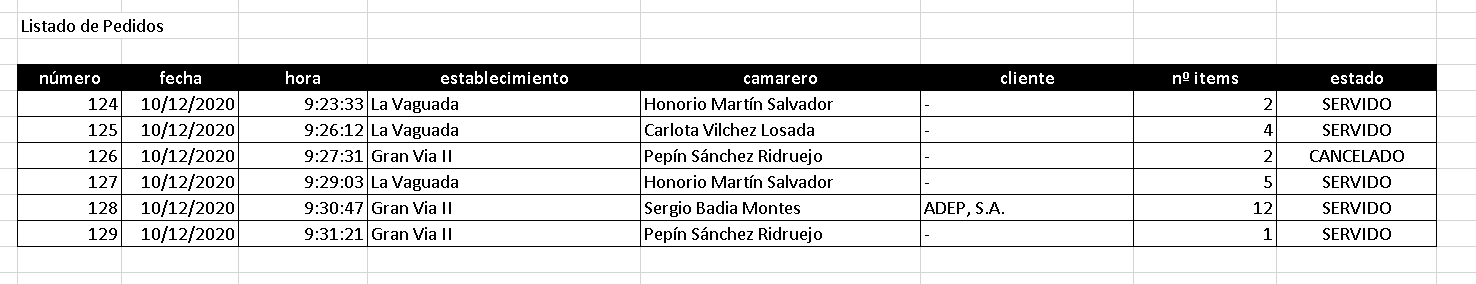 Listado de Pedidos
número fecha hora establecimiento camarero cliente nº items estado
124 10/12/2020 9:23:33 La Vaguada Honorio Martín Salvador - 2 SERVIDO
125 10/12/2020 9:26:12 La Vaguada Carlota Vilchez Losada - 4 SERVIDO
126 10/12/2020 9:27:31 Gran Via II Pepín Sánchez Ridruejo - 2 CANCELADO
127 10/12/2020 9:29:03 La Vaguada Honorio Martín Salvador - 5 SERVIDO
128 10/12/2020 9:30:47 Gran Via II Sergio Badia Montes ADEP, S.A. 12 SERVIDO
129 10/12/2020 9:31:21 Gran Via II Pepín Sánchez Ridruejo - 1 SERVIDO